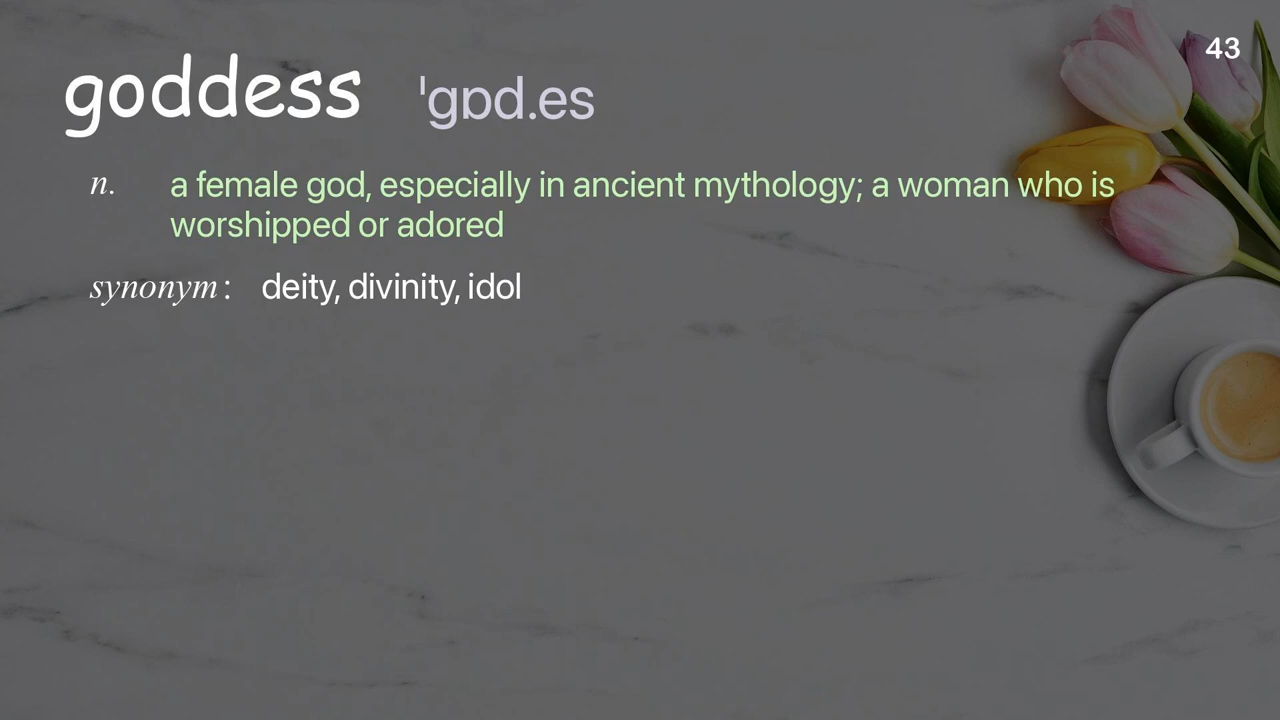 43
goddess ˈɡɒd.es
n. a female god, especially in ancient mythology; a woman who is
worshipped or adored
synonym: deity, divinity, idol